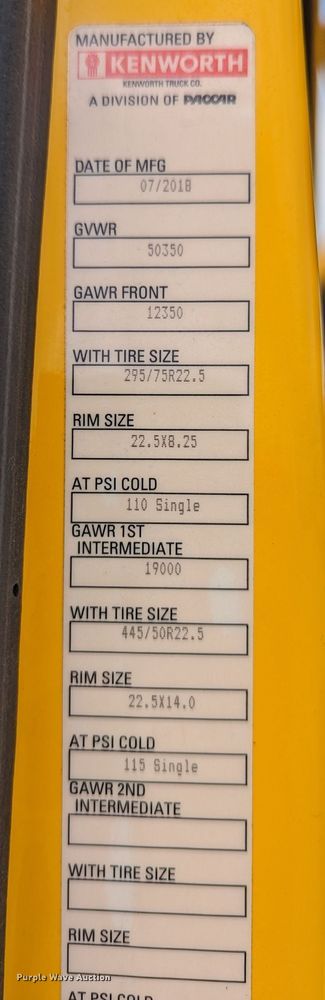 MANUFACTURED BY
KENWORTH
KENWORTH TRUCK CO.
A DIVISION OF PACCAR
DATE OF MFG
07/2018
GVWR
50350
GAWR FRONT
12350
WITH TIRE SIZE
295/75R22.5
RIM SIZE
22.5X8.25
AT PSI COLD
110 Single
GAWR 1ST
INTERMEDIATE
19000
WITH TIRE SIZE
445/50R22.5
RIM SIZE
22.5X14.0
AT PSI COLD
115 Single
GAWR 2ND
INTERMEDIATE
WITH TIRE SIZE
RIM SIZE
Purple Wave Auction
AT PSI COLD